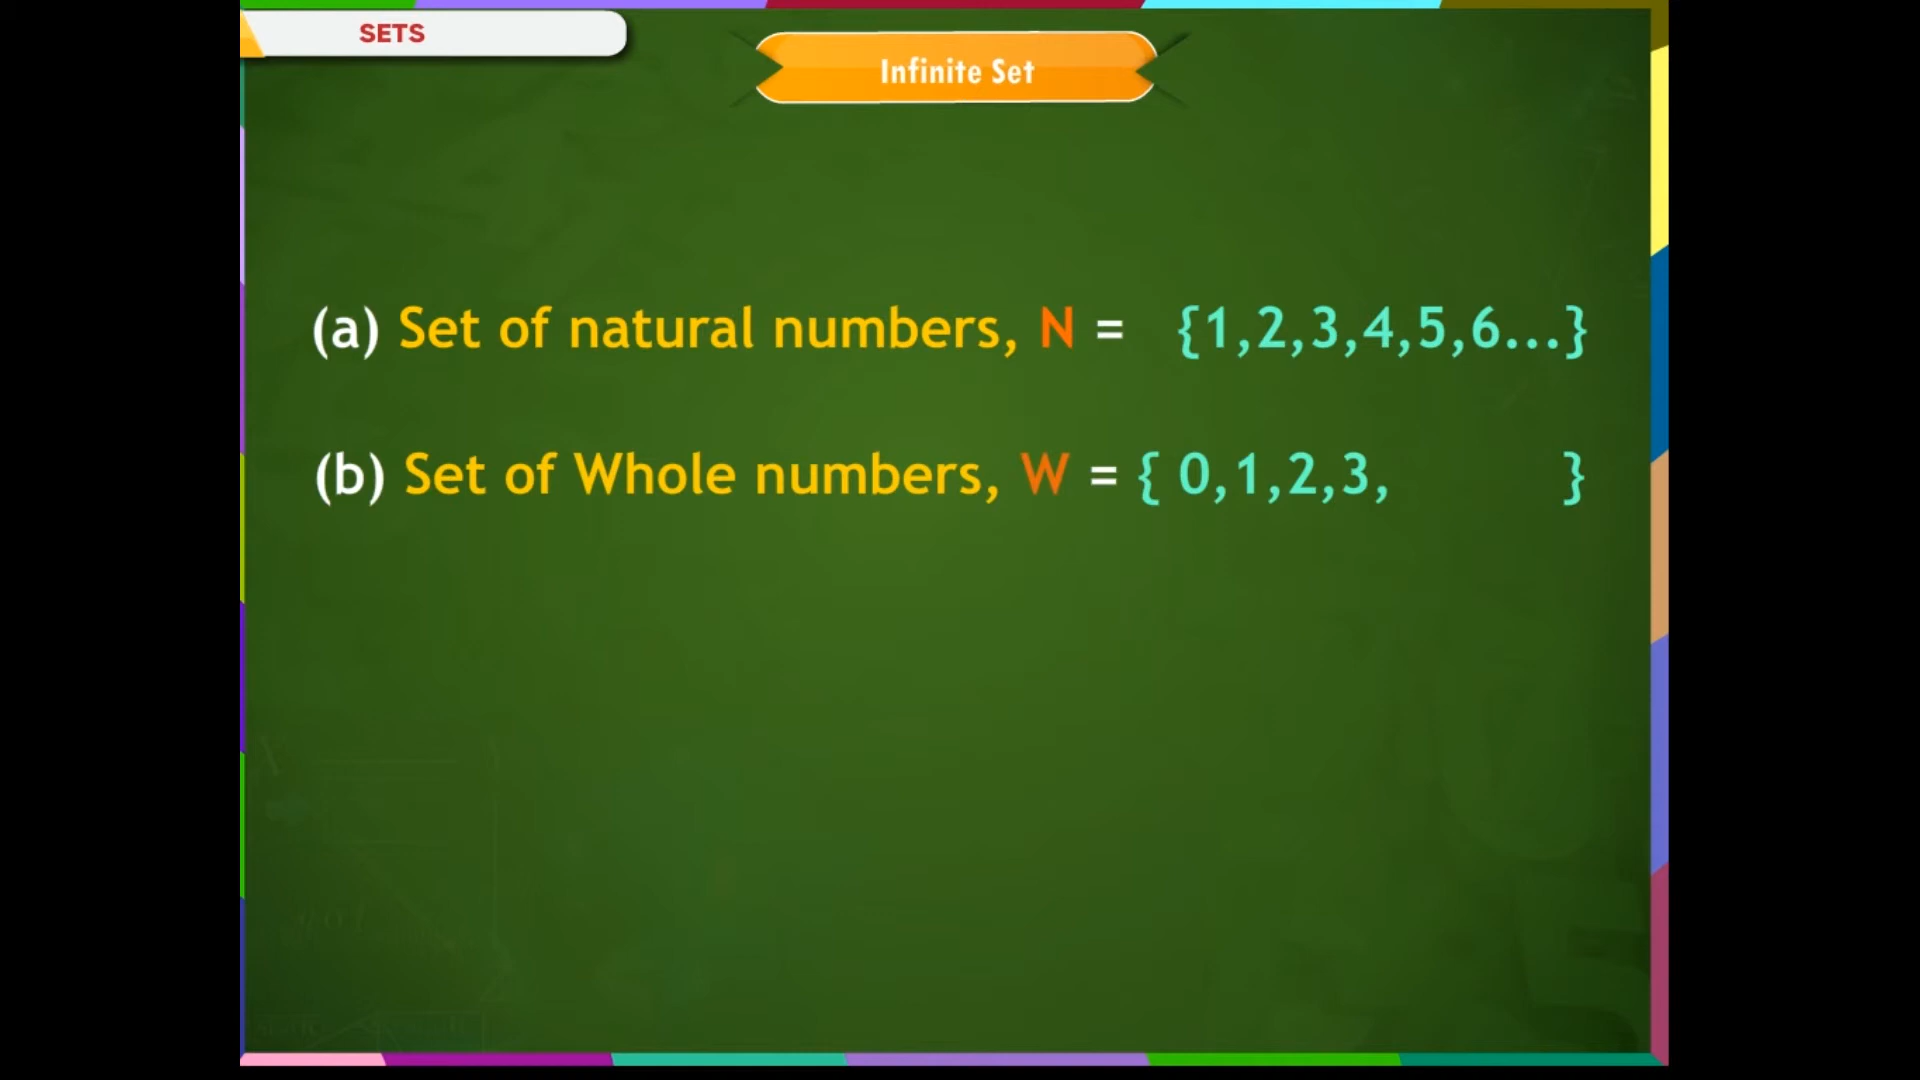 SETS
Infinite Set
(a) Set of natural numbers, N = {1,2,3,4,5,6...}
(b) Set of Whole numbers, W = { 0,1,2,3, }